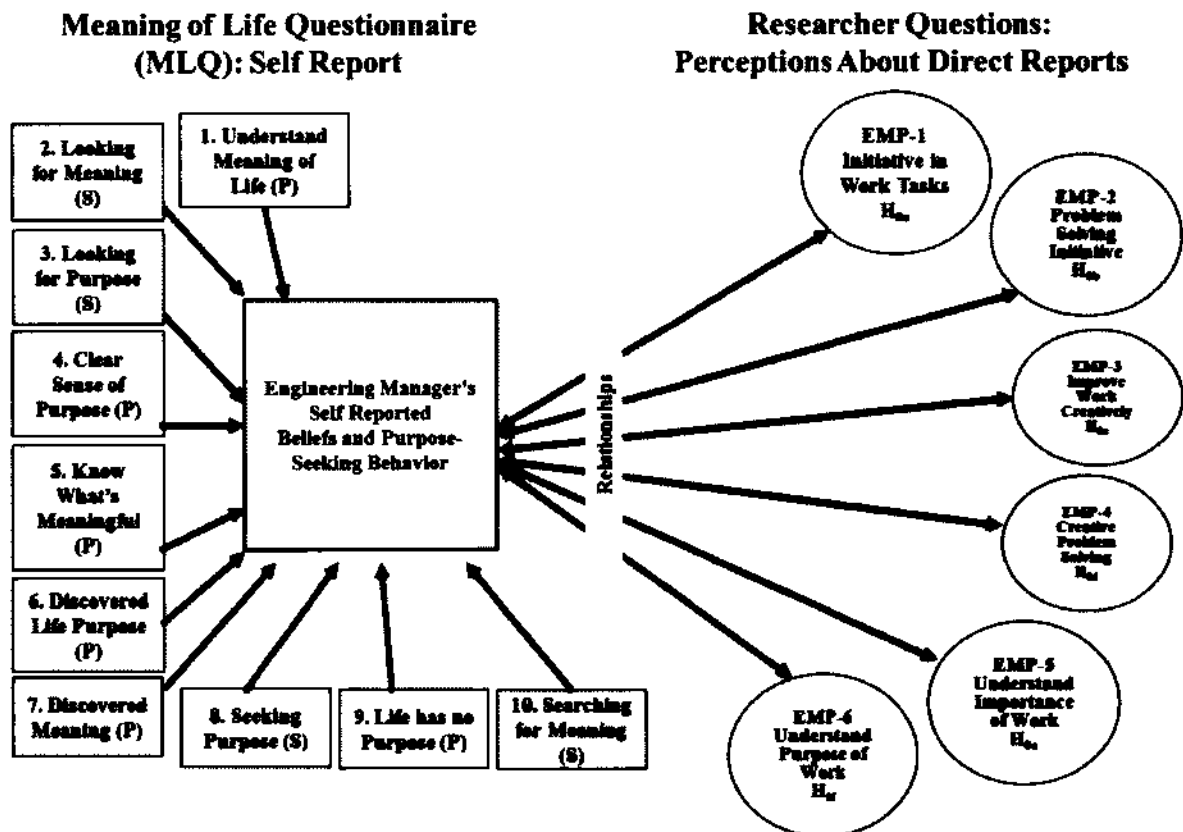 Meaning of Life Questionnaire
(MLQ): Self Report
Researcher Questions:
Perceptions About Direct Reports
1. Understand
Meaning of
Life (P)
2. Looking
for Meaning
(S)
3. Looking
for Purpose
(S)
4. Clear
Sense of
Purpose (P)
5. Know
What's
Meaningful
(P)
6. Discovered
Life Purpose
(P)
7. Discovered
Meaning (P)
8. Seeking
Purpose (S)
9. Life has no
Purpose (P)
10. Searching
for Meaning
(S)
Engineering Manager's
Self Reported
Beliefs and Purpose-
Seeking Behavior
Relationships
EMP-1
Initiative in
Work Tasks
H
EMP-2
Problem
Solving
Initiative
H
EMP-3
Improve
Work
Creatively
H
EMP-4
Creative
Problem
Solving
H
EMP-5
Understand
Importance
of Work
H
EMP-6
Understand
Purpose of
Work
H